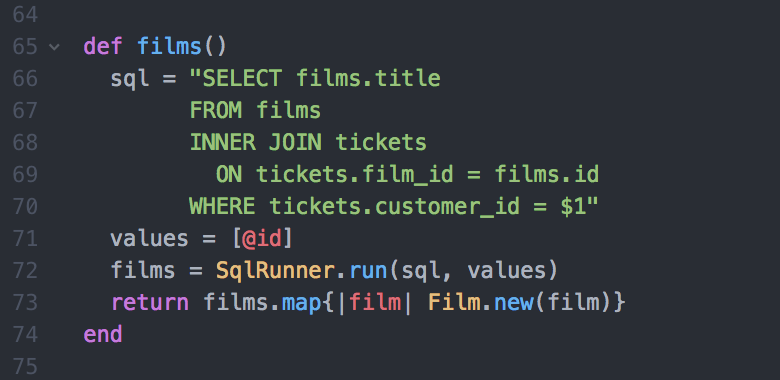 64
65 def films()
66 sql = "SELECT films.title
67 FROM films
68 INNER JOIN tickets
69 ON tickets.film_id = films.id
70 WHERE tickets.customer_id = $1"
71 values = [@id]
72 films = SqlRunner.run(sql, values)
73 return films.map{|film| Film.new(film)}
74 end
75